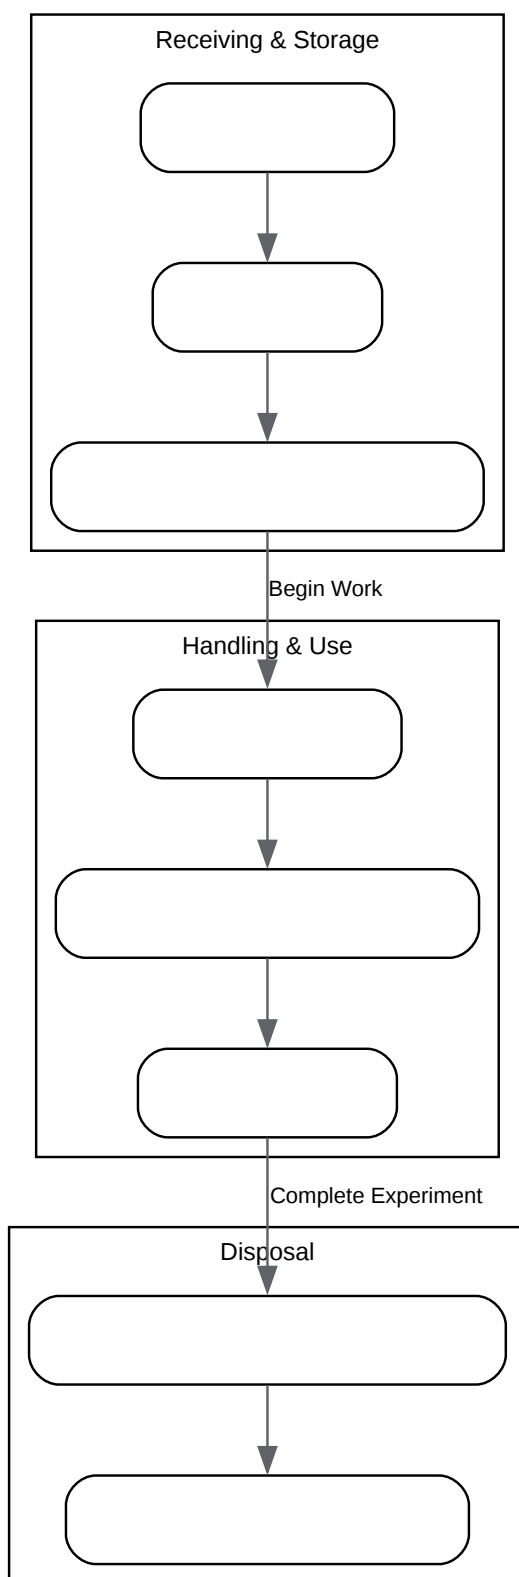 Receiving & Storage
Begin Work
Handling & Use
Complete Experiment
Disposal